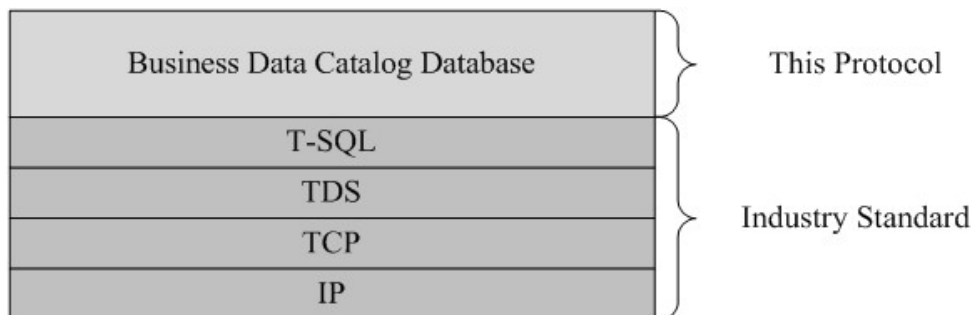 Business Data Catalog Database
This Protocol
T-SQL
TDS
Industry Standard
TCP
IP